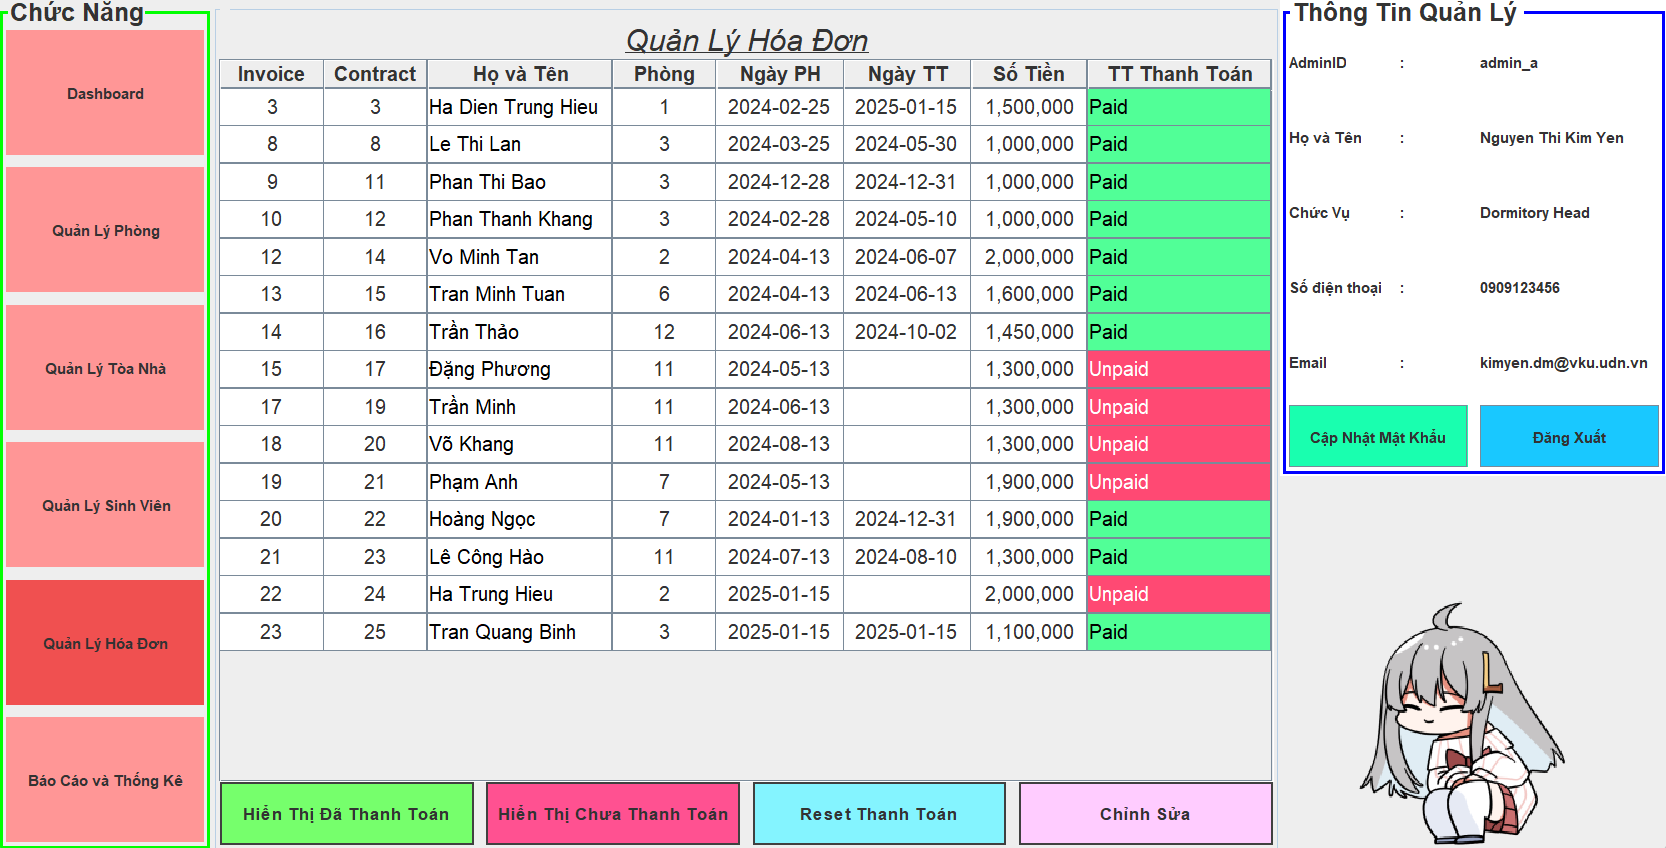 Chức Năng
Dashboard
Quản Lý Phòng
Quản Lý Tòa Nhà
Quản Lý Sinh Viên
Quản Lý Hóa Đơn
Báo Cáo và Thống Kê
Quản Lý Hóa Đơn
Invoice Contract Họ và Tên Phòng Ngày PH Ngày TT Số Tiền TT Thanh Toán
3 3 Ha Dien Trung Hieu 1 2024-02-25 2025-01-15 1,500,000 Paid
8 8 Le Thi Lan 3 2024-03-25 2024-05-30 1,000,000 Paid
9 11 Phan Thi Bao 3 2024-12-28 2024-12-31 1,000,000 Paid
10 12 Phan Thanh Khang 3 2024-02-28 2024-05-10 1,000,000 Paid
12 14 Vo Minh Tan 2 2024-04-13 2024-06-07 2,000,000 Paid
13 15 Tran Minh Tuan 6 2024-04-13 2024-06-13 1,600,000 Paid
14 16 Trần Thảo 12 2024-06-13 2024-10-02 1,450,000 Paid
15 17 Đặng Phương 11 2024-05-13 1,300,000 Unpaid
17 19 Trần Minh 11 2024-06-13 1,300,000 Unpaid
18 20 Võ Khang 11 2024-08-13 1,300,000 Unpaid
19 21 Phạm Anh 7 2024-05-13 1,900,000 Unpaid
20 22 Hoàng Ngọc 7 2024-01-13 2024-12-31 1,900,000 Paid
21 23 Lê Công Hào 11 2024-07-13 2024-08-10 1,300,000 Paid
22 24 Ha Trung Hieu 2 2025-01-15 2,000,000 Unpaid
23 25 Tran Quang Binh 3 2025-01-15 2025-01-15 1,100,000 Paid
Hiển Thị Đã Thanh Toán Hiển Thị Chưa Thanh Toán Reset Thanh Toán Chỉnh Sửa
Thông Tin Quản Lý
AdminID : admin_a
Họ và Tên : Nguyen Thi Kim Yen
Chức Vụ : Dormitory Head
Số điện thoại : 0909123456
Email : kimyen.dm@vku.udn.vn
Cập Nhật Mật Khẩu Đăng Xuất